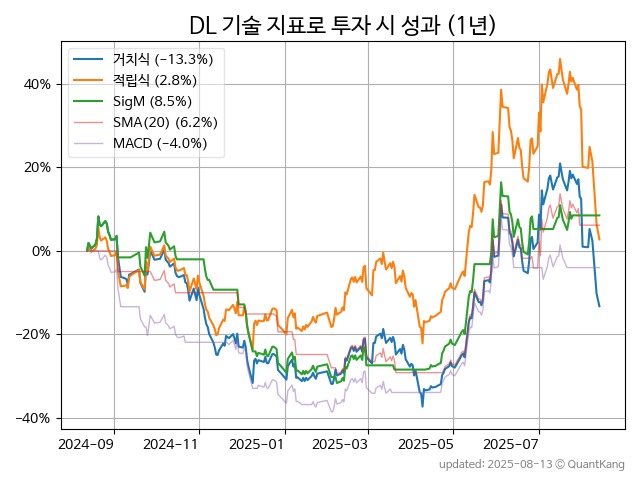 DL 기술 지표로 투자 시 성과 (1년)
거치식 (−13.3%)
적립식 (2.8%)
SigM (8.5%)
SMA(20) (6.2%)
MACD (−4.0%)
40%
20%
0%
−20%
−40%
2024-09 2024-11 2025-01 2025-03 2025-05 2025-07
updated: 2025-08-13 ⓒ QuantKang